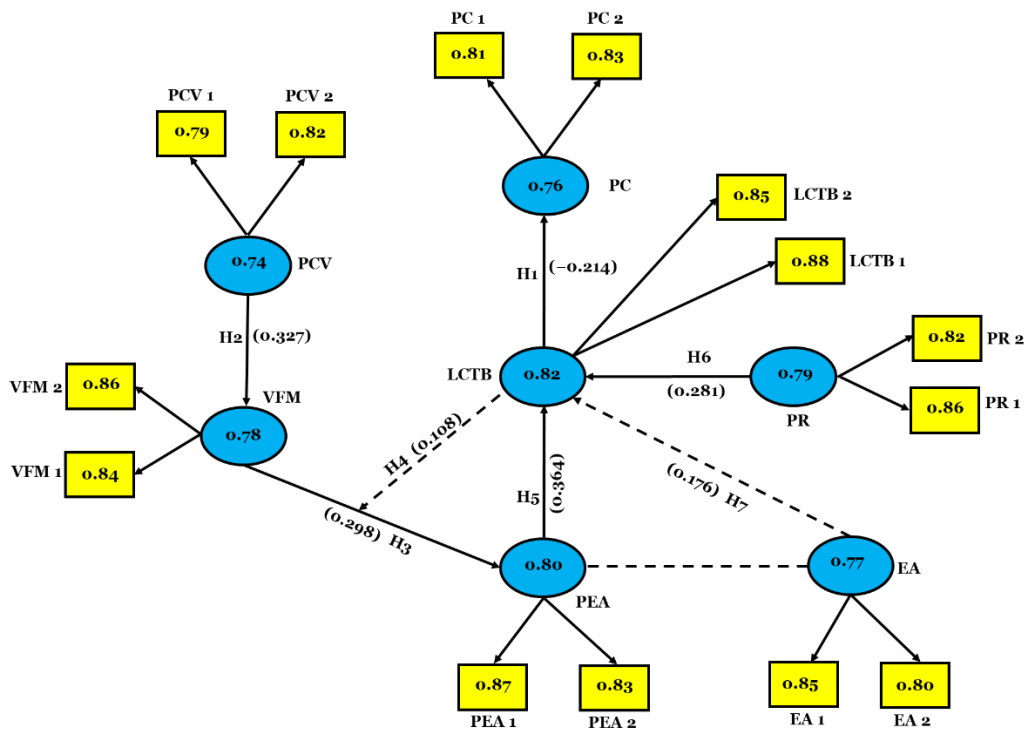 PC 1
PC 2
0.81
0.83
PCV 1
PCV 2
0.79
0.82
0.76
PC
0.85
LCTB 2
0.74
PCV
H1
(−0.214)
0.88
LCTB 1
H2
(0.327)
0.82
PR 2
VFM 2
0.86
VFM
LCTB
0.82
H6
(0.281)
0.79
PR
0.86
PR 1
0.78
VFM 1
0.84
H4 (0.108)
H5
(0.364)
(0.176) H7
(0.298) H3
0.80
PEA
0.77
EA
0.87
0.83
0.85
0.80
PEA 1
PEA 2
EA 1
EA 2